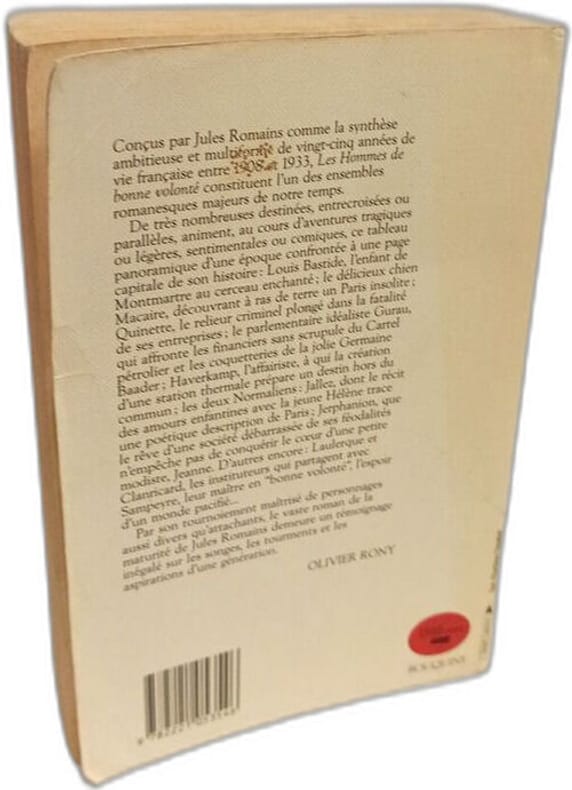 Conçus par Jules Romains comme la synthèse
ambitieuse et multiforme de vingt-cinq années de
vie française entre 1908 et 1933, Les Hommes de
bonne volonté constituent l'un des ensembles
romanesques majeurs de notre temps.
De très nombreuses destinées, entrecroisées ou
parallèles, animent, au cours d'aventures tragiques
ou légères, sentimentales ou comiques, ce tableau
panoramique d'une époque confrontée à une page
capitale de son histoire : Louis Bastide, l'enfant de
Montmartre au cerceau enchanté ; le délicieux chien
Macaire, découvrant à ras de terre un Paris insolite ;
Quinette, le relieur criminel plongé dans la fatalité
de ses entreprises ; le parlementaire idéaliste Gurau,
qui affronte les financiers sans scrupule du Cartel
pétrolier et les coquetteries de la jolie Germaine
Baader ; Haverkamp, l'affairiste, à qui la création
d'une station thermale prépare un destin hors du
commun ; les deux Normaliens : Jallez, dont le récit
des amours enfantines avec la jeune Hélène trace
une poétique description de Paris ; Jerphanion, que
le rêve d'une société débarrassée de ses féodalités
n'empêche pas de conquérir le cœur d'une petite
modiste, Jeanne. D'autres encore : Laulerque et
Clanricard, les instituteurs qui partagent avec
Sampeyre, leur maître en "bonne volonté", l'espoir
d'un monde pacifié...
Par son tournoiement maîtrisé de personnages
aussi divers qu'attachants, le vaste roman de la
maturité de Jules Romains demeure un témoignage
inégalé sur les songes, les tourments et les
aspirations d'une génération.
OLIVIER RONY
BOUQUINS
9 782221 053546